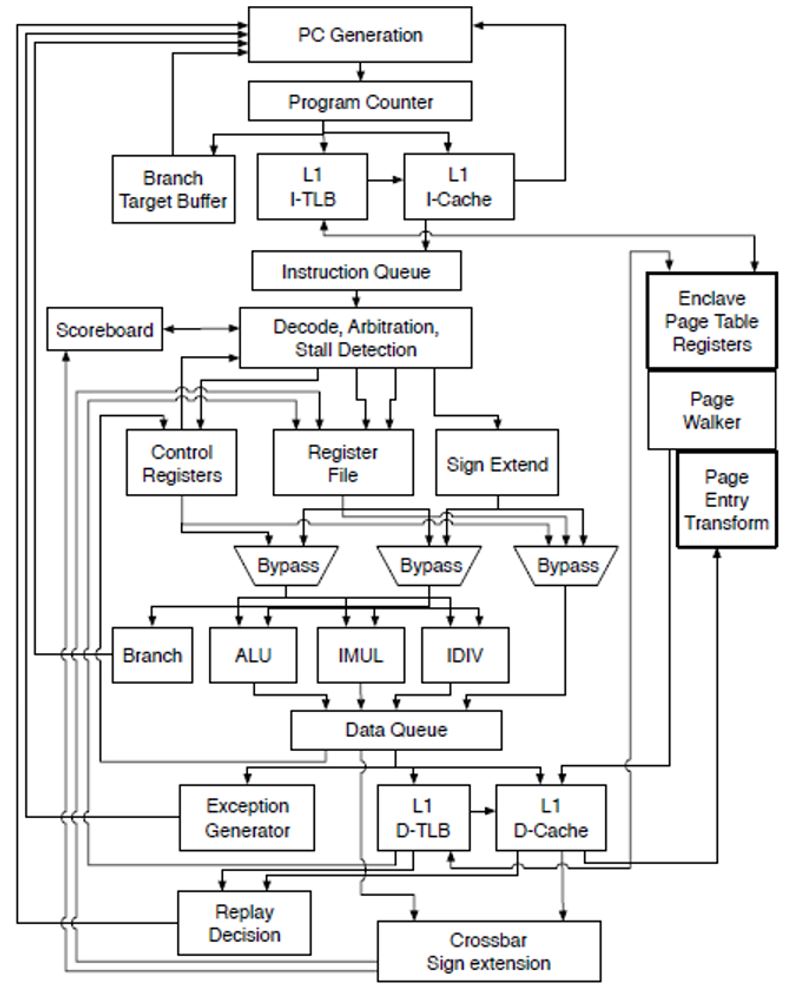 PC Generation
Program Counter
Branch
Target Buffer
L1
I-TLB
L1
I-Cache
Instruction Queue
Enclave
Page Table
Registers
Scoreboard
Decode, Arbitration,
Stall Detection
Page
Walker
Control
Registers
Register
File
Sign Extend
Page
Entry
Transform
Bypass
Bypass
Bypass
Branch
ALU
IMUL
IDIV
Data Queue
Exception
Generator
L1
D-TLB
L1
D-Cache
Replay
Decision
Crossbar
Sign extension